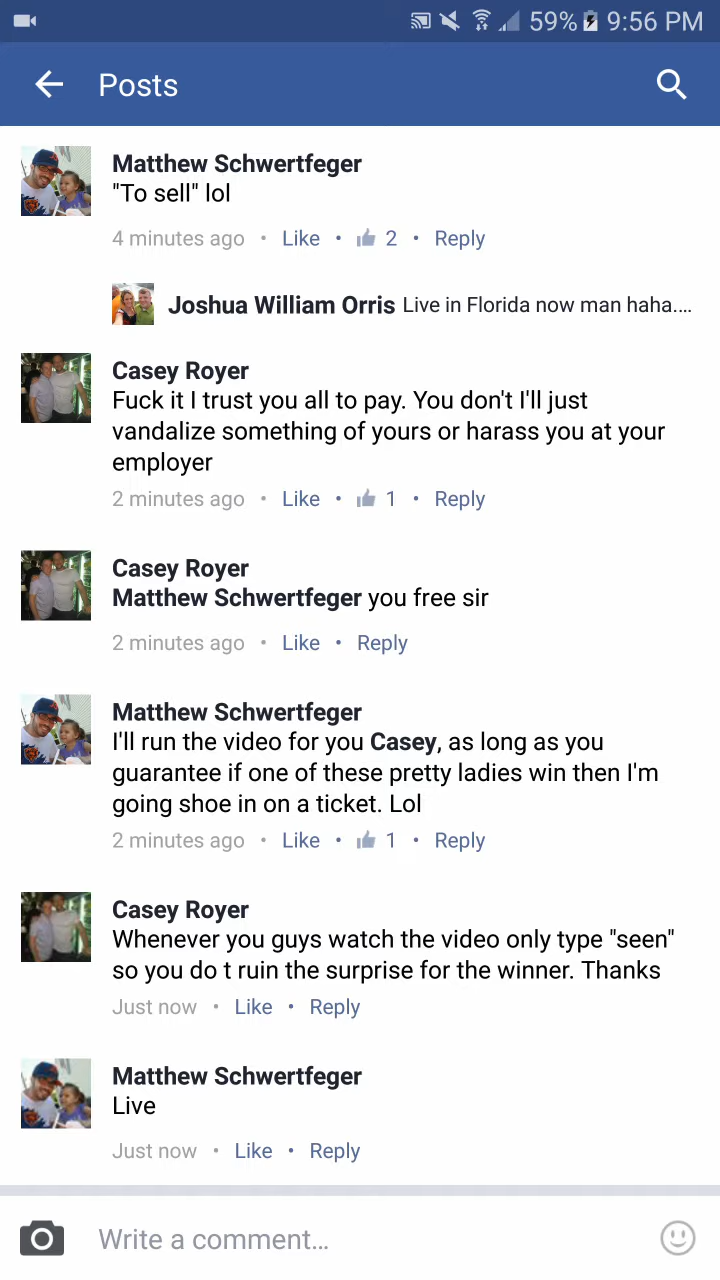 59% 9:56 PM
Posts
Matthew Schwertfeger
"To sell" lol
4 minutes ago • Like • 2 • Reply
Joshua William Orris Live in Florida now man haha....
Casey Royer
Fuck it I trust you all to pay. You don't I'll just
vandalize something of yours or harass you at your
employer
2 minutes ago • Like • 1 • Reply
Casey Royer
Matthew Schwertfeger you free sir
2 minutes ago • Like • Reply
Matthew Schwertfeger
I'll run the video for you Casey, as long as you
guarantee if one of these pretty ladies win then I'm
going shoe in on a ticket. Lol
2 minutes ago • Like • 1 • Reply
Casey Royer
Whenever you guys watch the video only type "seen"
so you do t ruin the surprise for the winner. Thanks
Just now • Like • Reply
Matthew Schwertfeger
Live
Just now • Like • Reply
Write a comment...